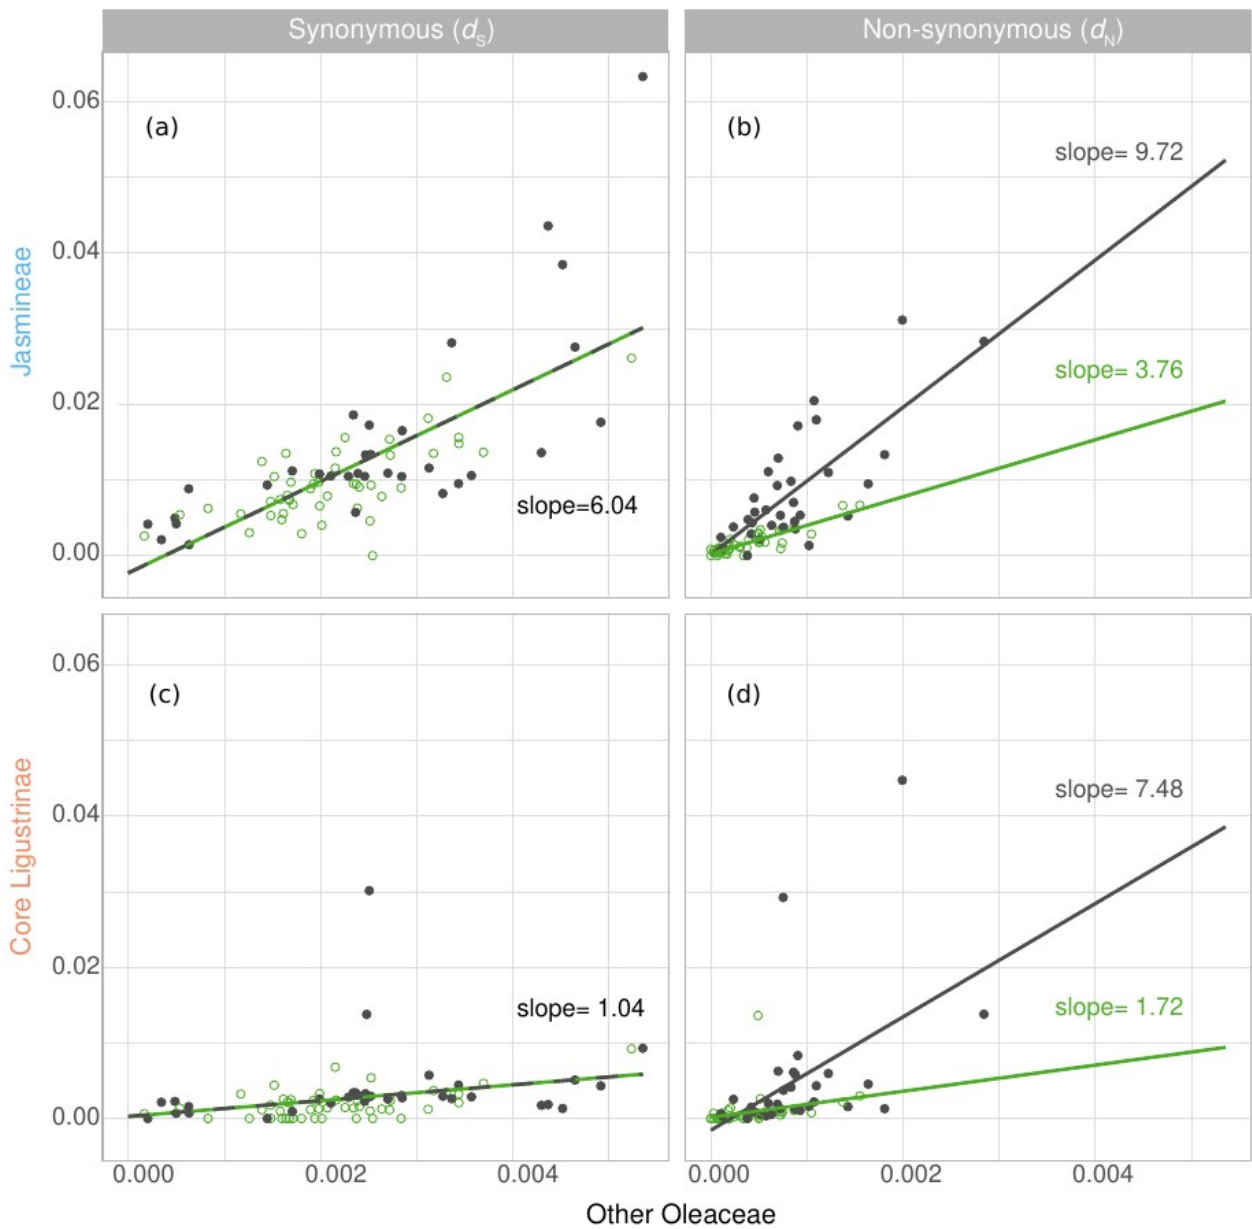 Synonymous (dS)
Non-synonymous (dN)
Jasmineae
0.06
0.04
0.02
0.00
(a)
slope=6.04
(b)
slope= 9.72
slope= 3.76
Core Ligustrinae
0.06
0.04
0.02
0.00
(c)
slope= 1.04
(d)
slope= 7.48
slope= 1.72
0.000 0.002 0.004
0.000 0.002 0.004
Other Oleaceae